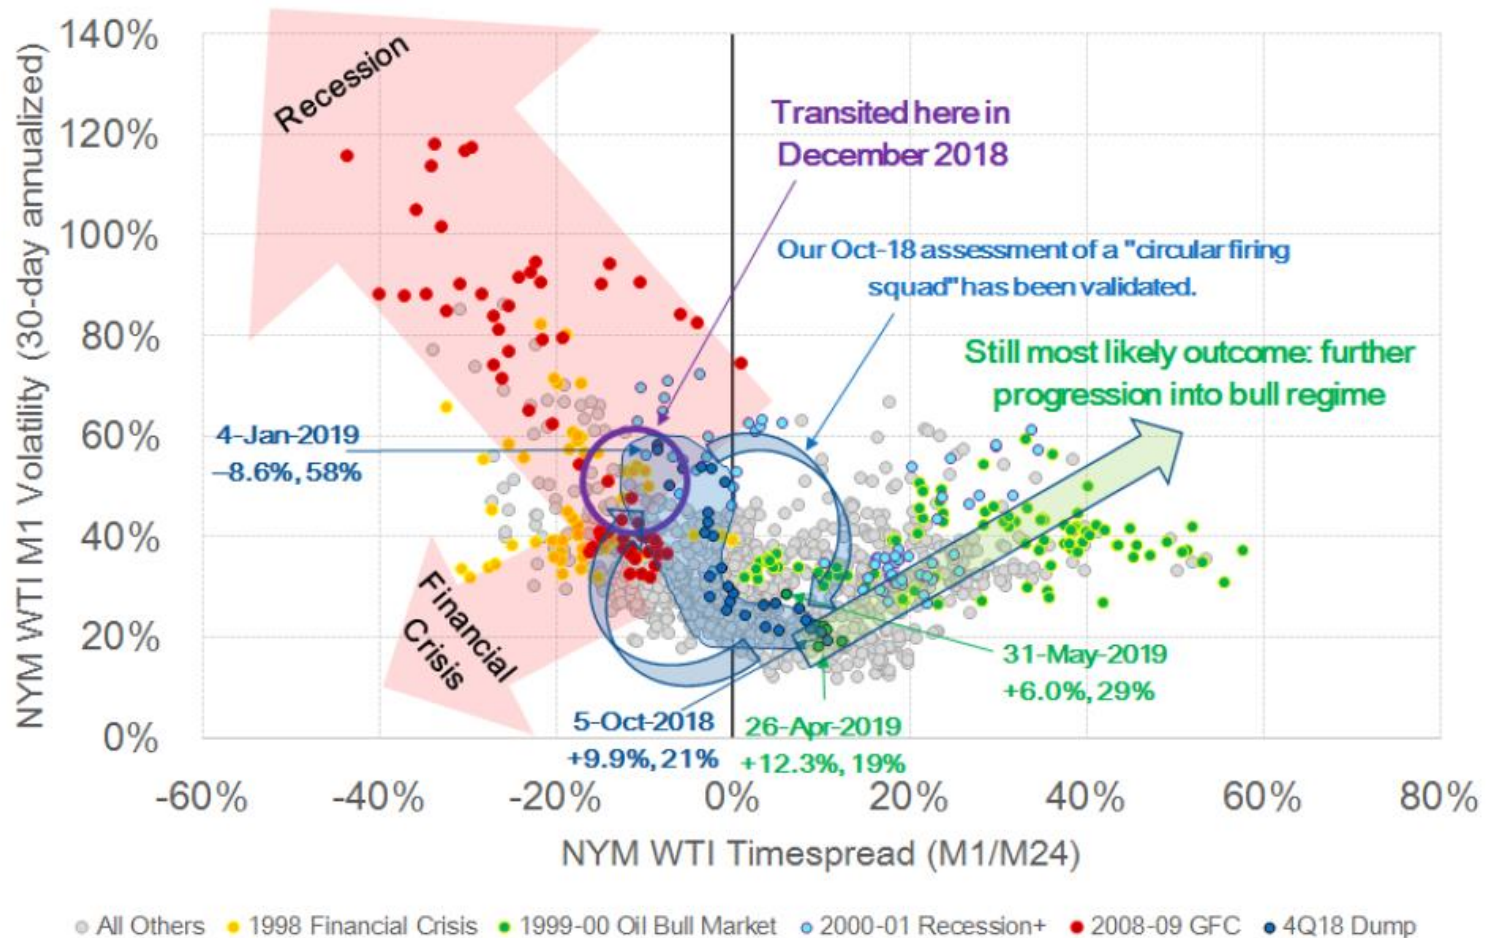 140%
120%
100%
80%
60%
40%
20%
0%
NYM WTI M1 Volatility (30-day annualized)
Recession
Transited here in
December 2018
Our Oct-18 assessment of a "circular firing
squad" has been validated.
Still most likely outcome: further
progression into bull regime
4-Jan-2019
–8.6%, 58%
Financial
Crisis
31-May-2019
+6.0%, 29%
5-Oct-2018
+9.9%, 21%
26-Apr-2019
+12.3%, 19%
-60%
-40%
-20%
0%
20%
40%
60%
80%
NYM WTI Timespread (M1/M24)
All Others
1998 Financial Crisis
1999-00 Oil Bull Market
2000-01 Recession+
2008-09 GFC
4Q18 Dump